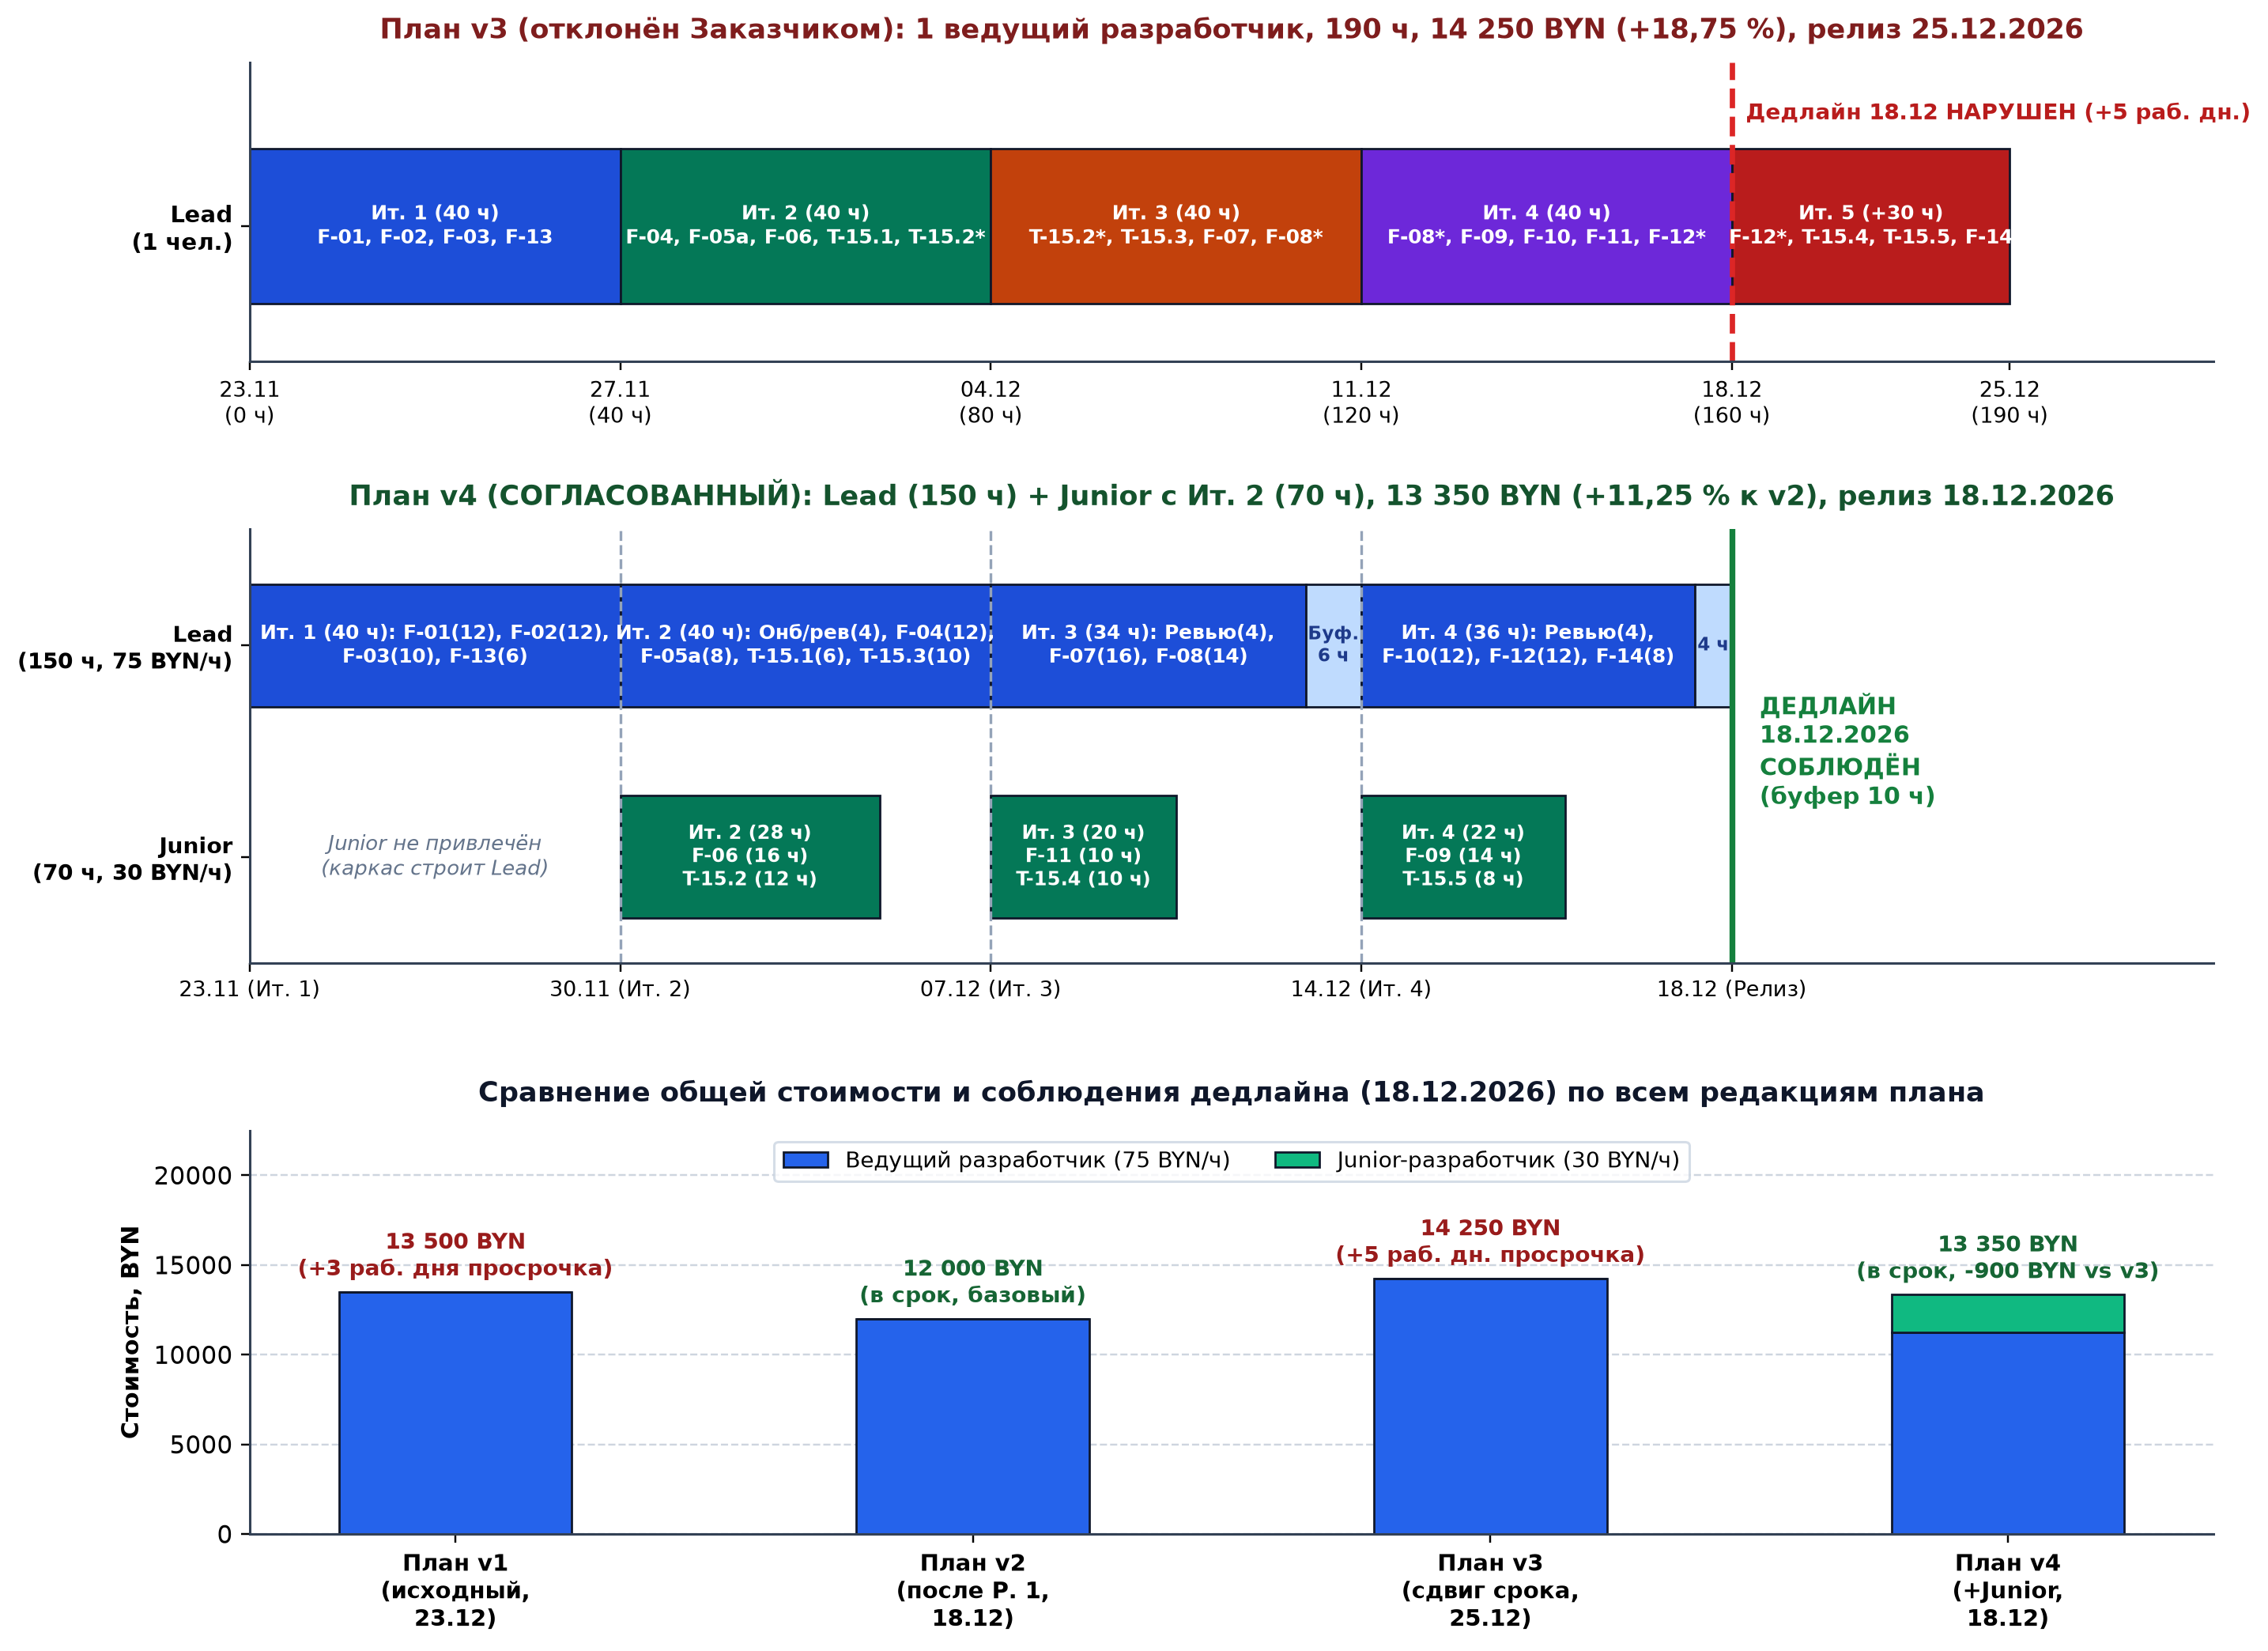 План v3 (отклонён Заказчиком): 1 ведущий разработчик, 190 ч, 14 250 BYN (+18,75 %), релиз 25.12.2026
Дедлайн 18.12 НАРУШЕН (+5 раб. дн.)
Lead
(1 чел.)
Ит. 1 (40 ч)
F-01, F-02, F-03, F-13
Ит. 2 (40 ч)
F-04, F-05a, F-06, T-15.1, T-15.2*
Ит. 3 (40 ч)
T-15.2*, T-15.3, F-07, F-08*
Ит. 4 (40 ч)
F-08*, F-09, F-10, F-11, F-12*
Ит. 5 (+30 ч)
F-12*, T-15.4, T-15.5, F-14
23.11
(0 ч)
27.11
(40 ч)
04.12
(80 ч)
11.12
(120 ч)
18.12
(160 ч)
25.12
(190 ч)
План v4 (СОГЛАСОВАННЫЙ): Lead (150 ч) + Junior с Ит. 2 (70 ч), 13 350 BYN (+11,25 % к v2), релиз 18.12.2026
Lead
(150 ч, 75 BYN/ч)
Ит. 1 (40 ч): F-01(12), F-02(12),
F-03(10), F-13(6)
Ит. 2 (40 ч): Онб/рев(4), F-04(12),
F-05a(8), T-15.1(6), T-15.3(10)
Ит. 3 (34 ч): Ревью(4),
F-07(16), F-08(14)
Буф.
6 ч
Ит. 4 (36 ч): Ревью(4),
F-10(12), F-12(12), F-14(8)
4 ч
ДЕДЛАЙН
18.12.2026
СОБЛЮДЁН
(буфер 10 ч)
Junior
(70 ч, 30 BYN/ч)
Junior не привлечён
(каркас строит Lead)
Ит. 2 (28 ч)
F-06 (16 ч)
T-15.2 (12 ч)
Ит. 3 (20 ч)
F-11 (10 ч)
T-15.4 (10 ч)
Ит. 4 (22 ч)
F-09 (14 ч)
T-15.5 (8 ч)
23.11 (Ит. 1)
30.11 (Ит. 2)
07.12 (Ит. 3)
14.12 (Ит. 4)
18.12 (Релиз)
Сравнение общей стоимости и соблюдения дедлайна (18.12.2026) по всем редакциям плана
Ведущий разработчик (75 BYN/ч)
Junior-разработчик (30 BYN/ч)
Стоимость, BYN
20000
15000
10000
5000
0
13 500 BYN
(+3 раб. дня просрочка)
12 000 BYN
(в срок, базовый)
14 250 BYN
(+5 раб. дн. просрочка)
13 350 BYN
(в срок, -900 BYN vs v3)
План v1
(исходный,
23.12)
План v2
(после Р. 1,
18.12)
План v3
(сдвиг срока,
25.12)
План v4
(+Junior,
18.12)